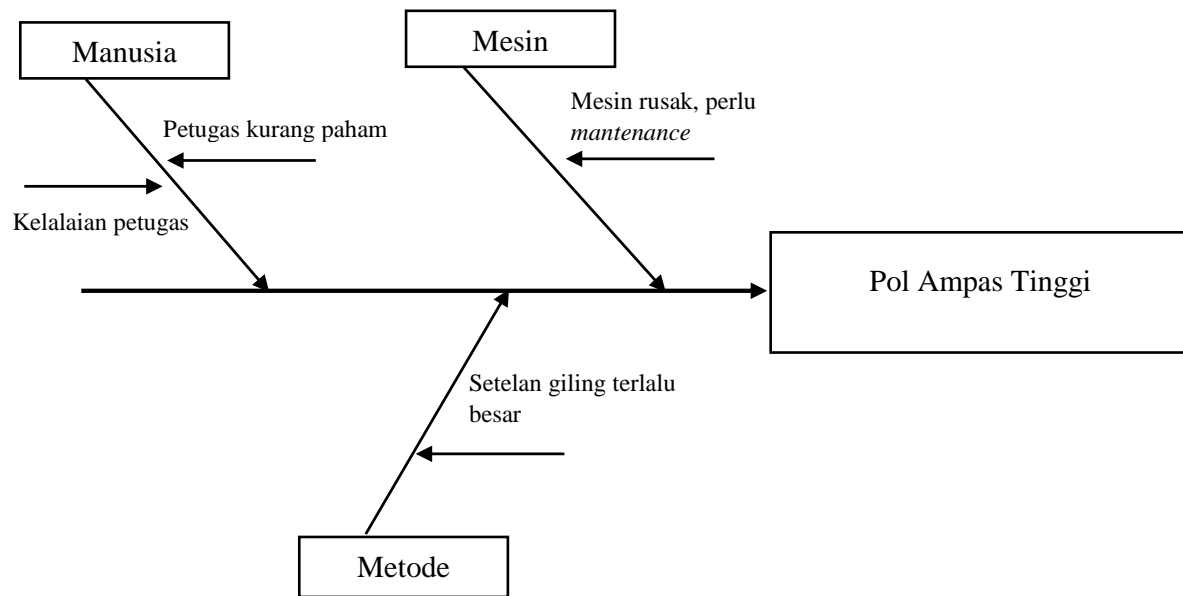 Manusia
Mesin
Petugas kurang paham
Kelalaian petugas
Mesin rusak, perlu
mantenance
Pol Ampas Tinggi
Setelan giling terlalu
besar
Metode